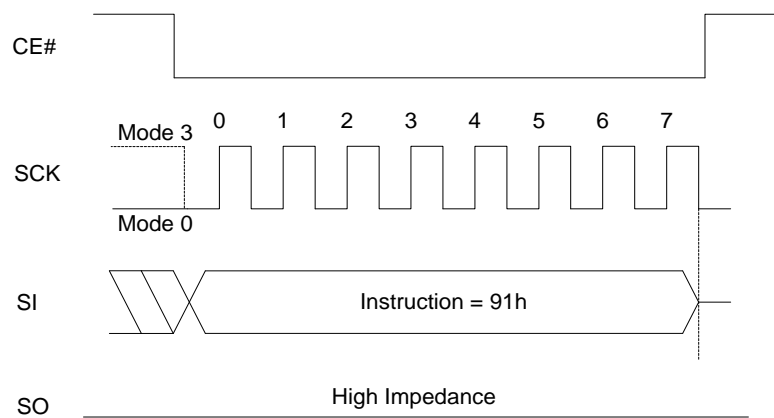 CE#
0 1 2 3 4 5 6 7
Mode 3
SCK
Mode 0
SI
Instruction = 91h
High Impedance
SO